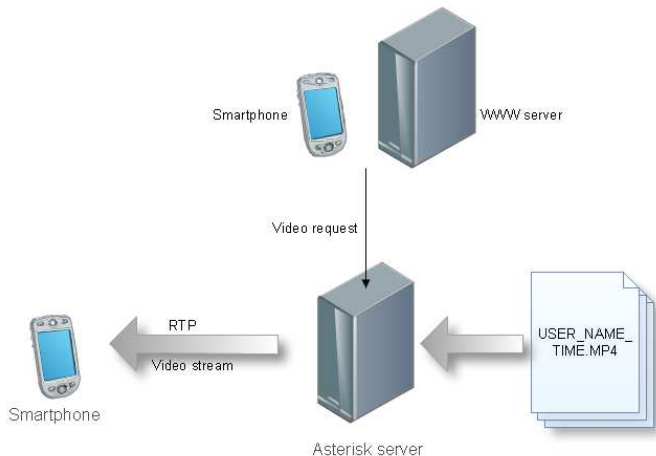 Smartphone
WWW server
Video request
RTP
Video stream
USER_NAME_
TIME.MP4
Smartphone
Asterisk server